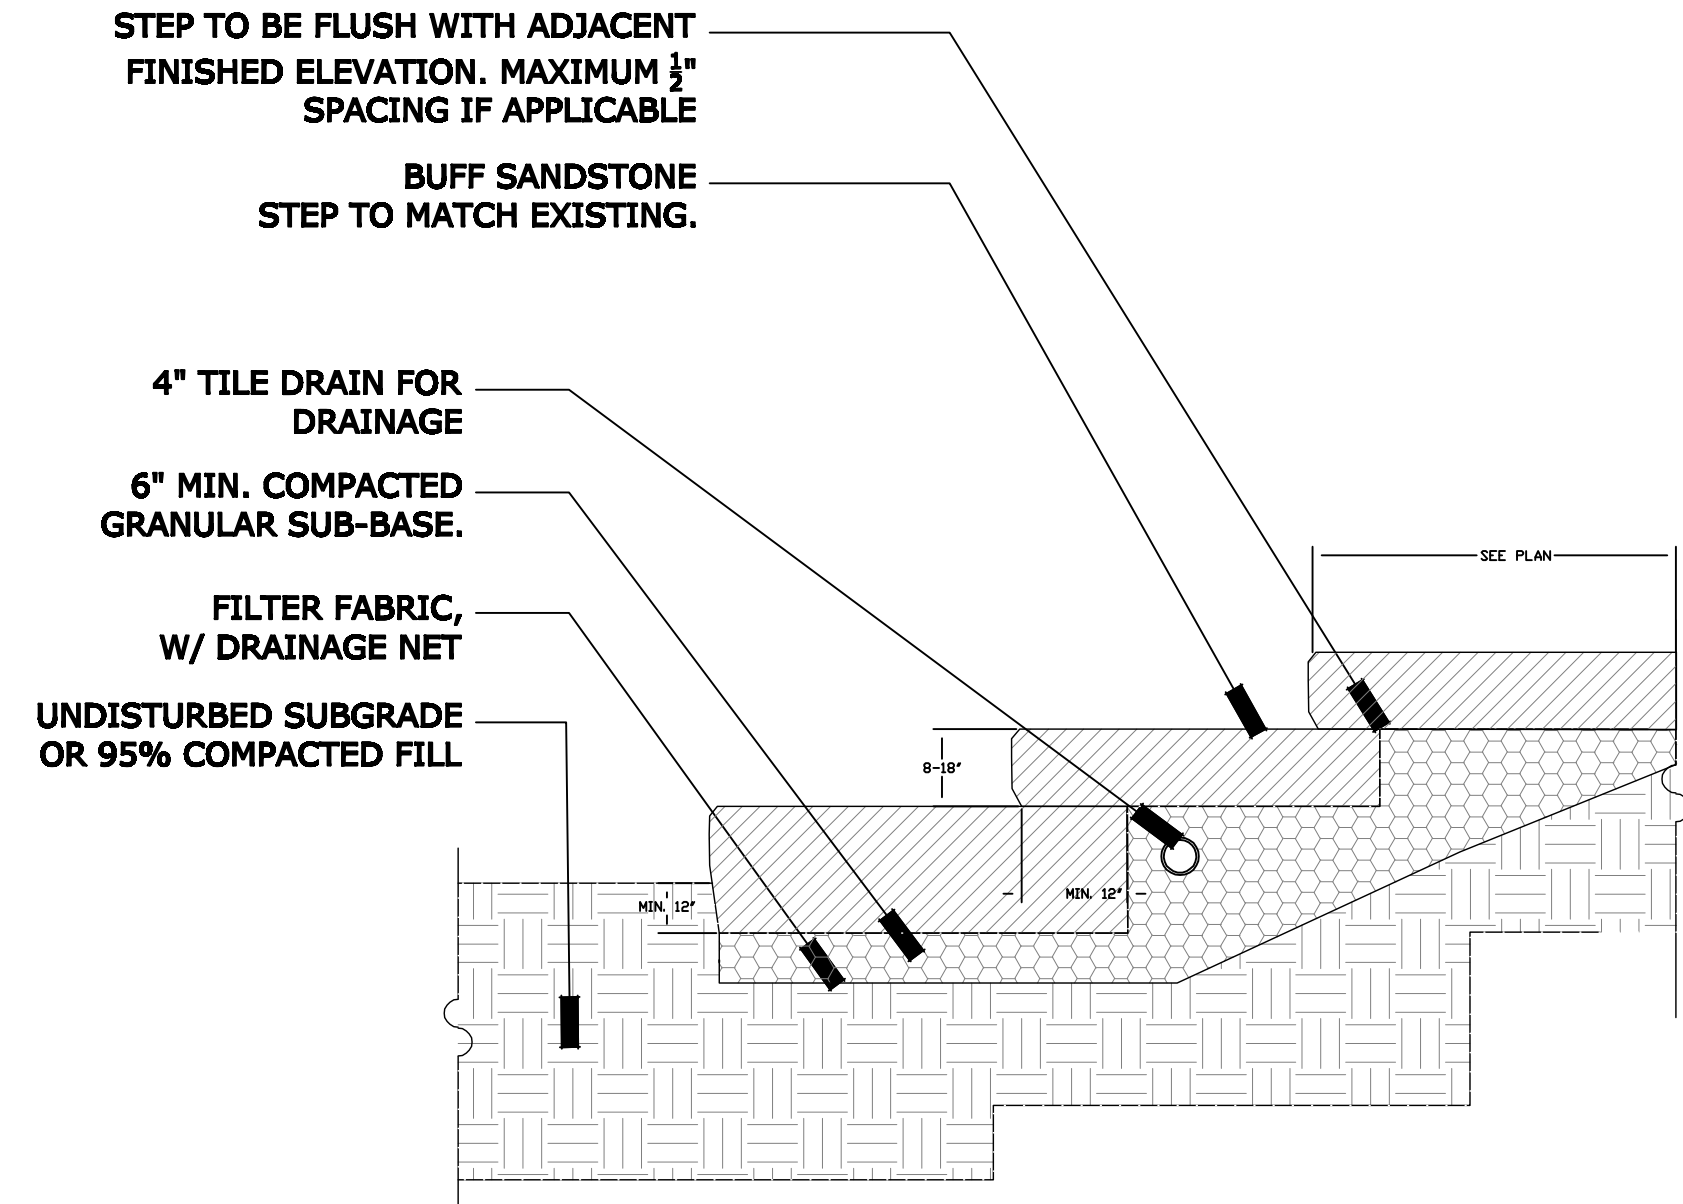 STEP TO BE FLUSH WITH ADJACENT
FINISHED ELEVATION. MAXIMUM ½"
SPACING IF APPLICABLE
BUFF SANDSTONE
STEP TO MATCH EXISTING.
4" TILE DRAIN FOR
DRAINAGE
6" MIN. COMPACTED
GRANULAR SUB-BASE.
FILTER FABRIC,
W/ DRAINAGE NET
UNDISTURBED SUBGRADE
OR 95% COMPACTED FILL
SEE PLAN
8-18"
MIN. 12"
MIN. 12"